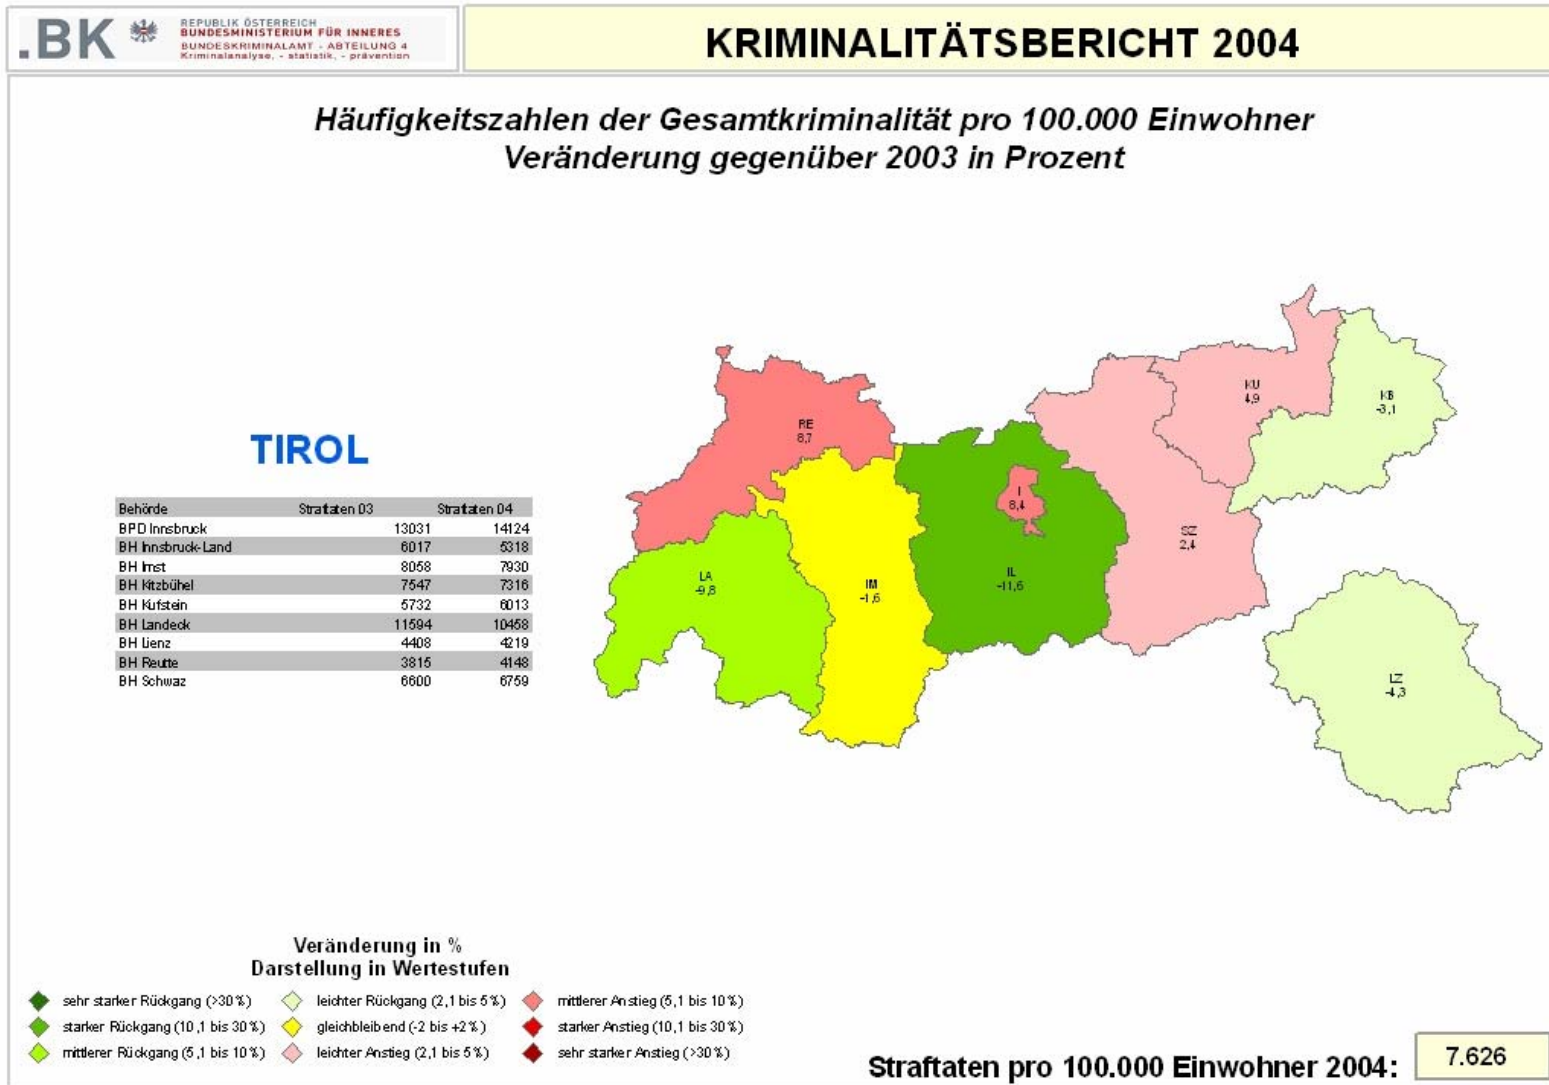 .BK
REPUBLIK ÖSTERREICH
BUNDESMINISTERIUM FÜR INNERES
BUNDESKRIMINALAMT - ABTEILUNG 4
Kriminalanalyse, - statistik, - prävention
KRIMINALITÄTSBERICHT 2004
Häufigkeitszahlen der Gesamtkriminalität pro 100.000 Einwohner
Veränderung gegenüber 2003 in Prozent
TIROL
Behörde Straftaten 03 Straftaten 04
BPD Innsbruck 13031 14124
BH Innsbruck-Land 6017 5318
BH Imst 8058 7930
BH Kitzbühel 7547 7316
BH Kufstein 5732 6013
BH Landeck 11594 10458
BH Lienz 4408 4219
BH Reutte 3815 4148
BH Schwaz 6600 6759
KU
4,9
KB
-3,1
RE
8,7
I
8,4
SZ
2,4
LA
-9,8
IM
-1,6
IL
-11,6
LZ
-4,3
Veränderung in %
Darstellung in Wertestufen
sehr starker Rückgang (>30%) leichter Rückgang (2,1 bis 5%) mittlerer Anstieg (5,1 bis 10%)
starker Rückgang (10,1 bis 30%) gleichbleibend (-2 bis +2%) starker Anstieg (10,1 bis 30%)
mittlerer Rückgang (5,1 bis 10%) leichter Anstieg (2,1 bis 5%) sehr starker Anstieg (>30%)
Straftaten pro 100.000 Einwohner 2004: 7.626